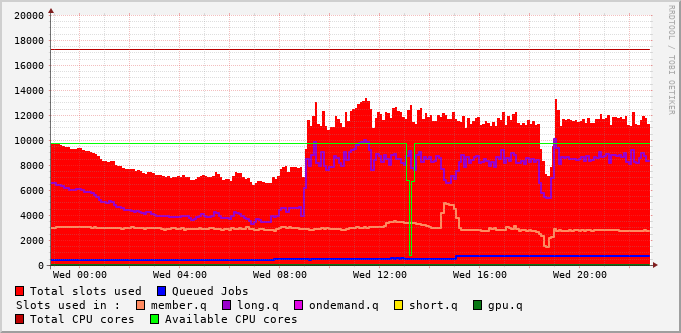 20000
18000
16000
14000
12000
10000
8000
6000
4000
2000
0
Wed 00:00 Wed 04:00 Wed 08:00 Wed 12:00 Wed 16:00 Wed 20:00
RRDTOOL / TOBI OETIKER
Total slots used Queued Jobs
Slots used in : member.q long.q ondemand.q short.q gpu.q
Total CPU cores Available CPU cores